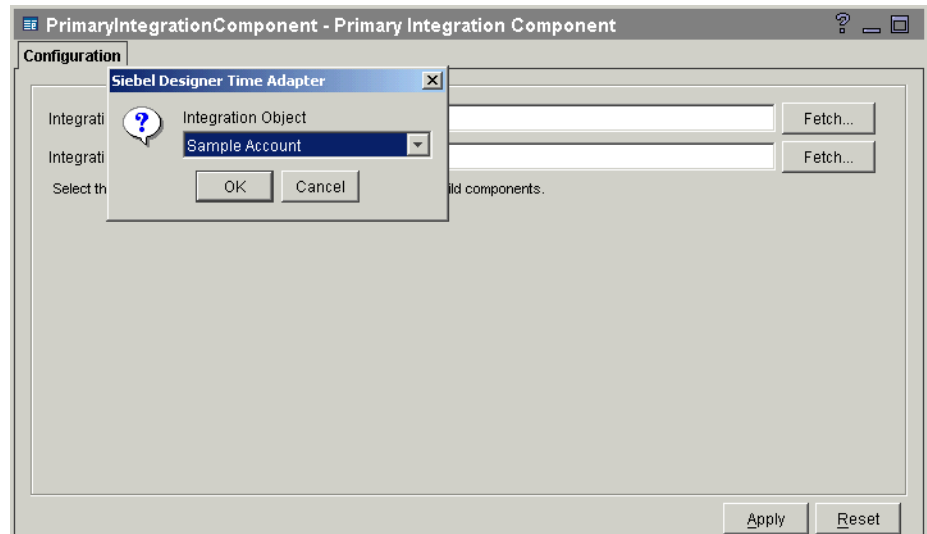 PrimaryIntegrationComponent - Primary Integration Component
Configuration
Siebel Designer Time Adapter
Integrati
Integration Object
Fetch...
Sample Account
Integrati
Fetch...
Select th
ild components.
OK Cancel
Apply Reset